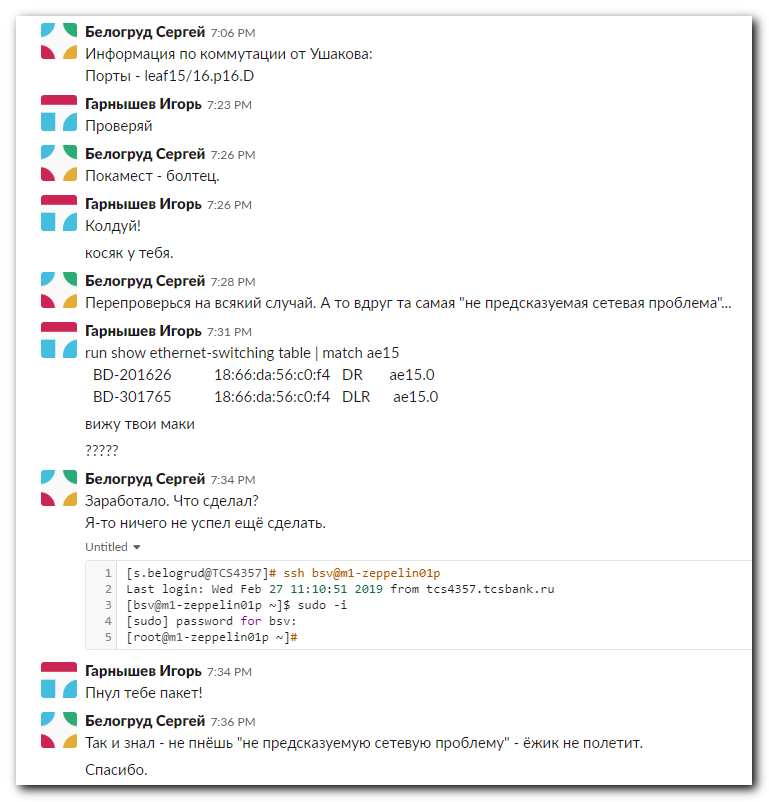 Белогруд Сергей 7:06 PM
Информация по коммутации от Ушакова:
Порты - leaf15/16.p16.D
Гарнышев Игорь 7:23 PM
Проверяй
Белогруд Сергей 7:26 PM
Покамест - болтец.
Гарнышев Игорь 7:26 PM
Колдуй!
косяк у тебя.
Белогруд Сергей 7:28 PM
Перепроверься на всякий случай. А то вдруг та самая "не предсказуемая сетевая проблема"...
Гарнышев Игорь 7:31 PM
run show ethernet-switching table | match ae15
BD-201626 18:66:da:56:c0:f4 DR ae15.0
BD-301765 18:66:da:56:c0:f4 DLR ae15.0
вижу твои маки
?????
Белогруд Сергей 7:34 PM
Заработало. Что сделал?
Я-то ничего не успел ещё сделать.
Untitled
1 [s.belogrud@TCS4357]# ssh bsv@m1-zeppelin01p
2 Last login: Wed Feb 27 11:10:51 2019 from tcs4357.tcsbank.ru
3 [bsv@m1-zeppelin01p ~]$ sudo -i
4 [sudo] password for bsv:
5 [root@m1-zeppelin01p ~]#
Гарнышев Игорь 7:34 PM
Пнул тебе пакет!
Белогруд Сергей 7:36 PM
Так и знал - не пнёшь "не предсказуемую сетевую проблему" - ёжик не полетит.
Спасибо.